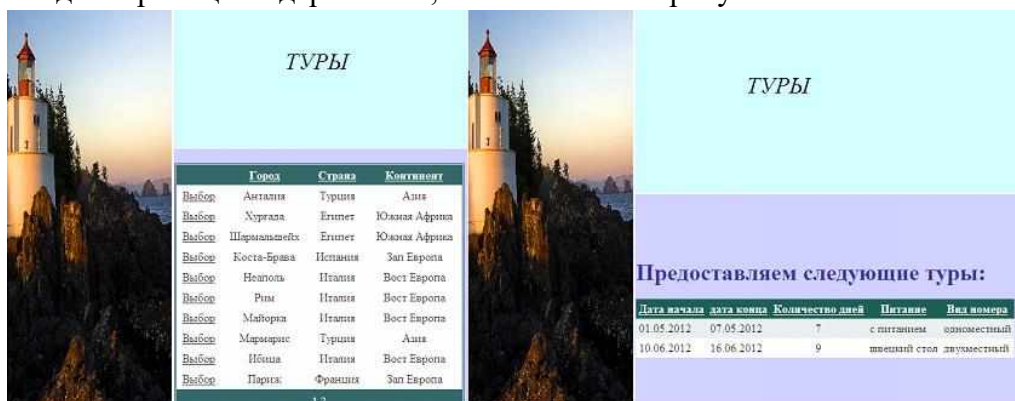 ТУРЫ
Город Страна Континент
Выбор Анталия Турция Азия
Выбор Хургада Египет Южная Африка
Выбор Шармальшейх Египет Южная Африка
Выбор Коста-Брава Испания Зап Европа
Выбор Неаполь Италия Вост Европа
Выбор Рим Италия Вост Европа
Выбор Майорка Италия Вост Европа
Выбор Мармарис Турция Азия
Выбор Ибица Италия Вост Европа
Выбор Париж Франция Зап Европа
1 2
ТУРЫ
Предоставляем следующие туры:
Дата начала дата конца Количество дней Питание Вид номера
01.05.2012 07.05.2012 7 с питанием одноместный
10.06.2012 16.06.2012 9 швецкий стол двухместный